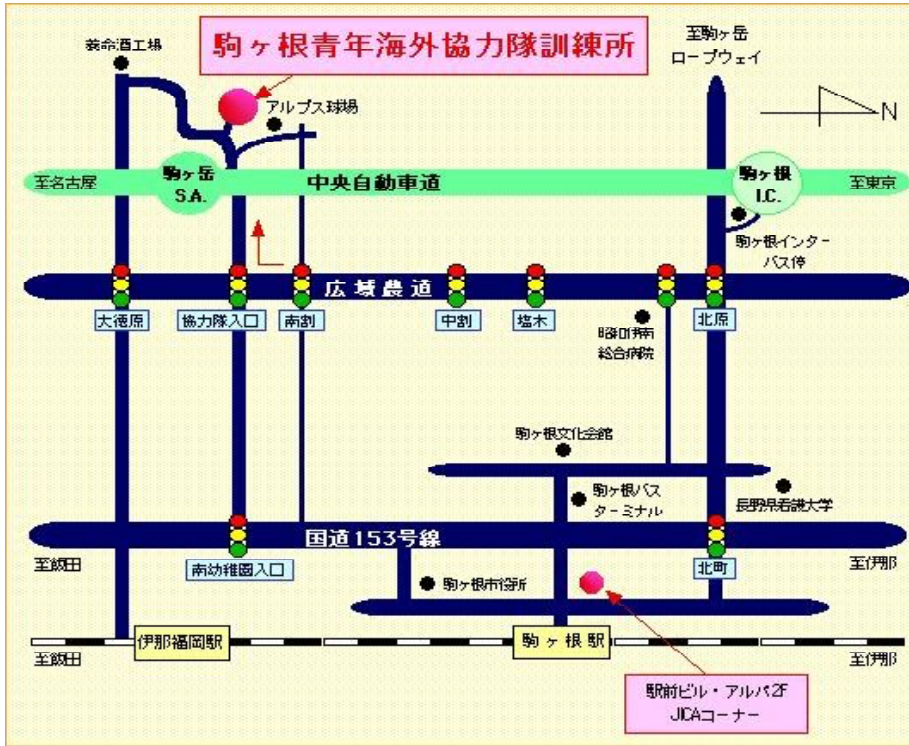 養命酒工場
駒ヶ根青年海外協力隊訓練所
至駒ヶ岳
ロープウェイ
アルプス球場
N
至名古屋
駒ヶ岳
S.A.
中央自動車道
駒ヶ根
I.C.
至東京
駒ヶ根インター
バス停
広域農道
大徳原
協力隊入口
南割
中割
塩木
北原
昭和伊南
総合病院
駒ヶ根文化会館
駒ヶ根バス
ターミナル
長野県看護大学
国道153号線
至飯田
南幼稚園入口
北町
至伊那
駒ヶ根市役所
伊那福岡駅
駒ヶ根駅
至飯田
至伊那
駅前ビル・アルパ2F
JICAコーナー